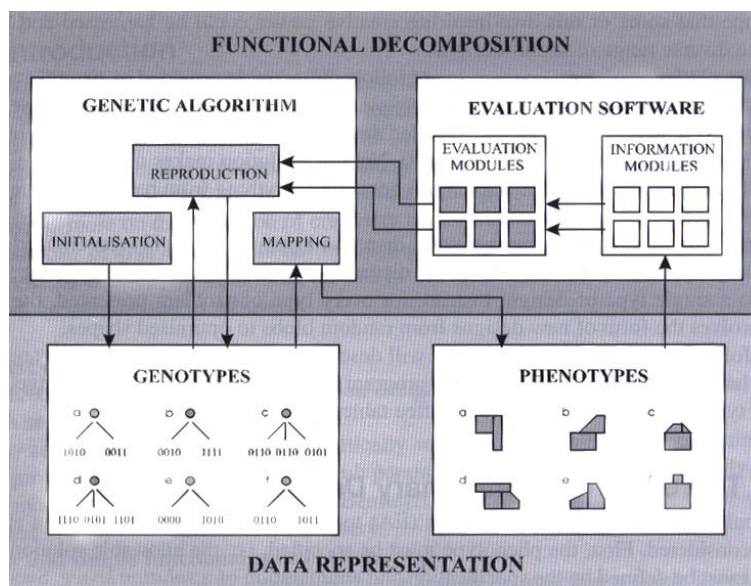 FUNCTIONAL DECOMPOSITION
GENETIC ALGORITHM
REPRODUCTION
INITIALISATION
MAPPING
EVALUATION SOFTWARE
EVALUATION
MODULES
INFORMATION
MODULES
GENOTYPES
a b c
1010 0011 0010 1111 0110 0110 0101
d e f
1110 0101 1101 0000 1010 0110 1011
PHENOTYPES
a b c
d e f
DATA REPRESENTATION